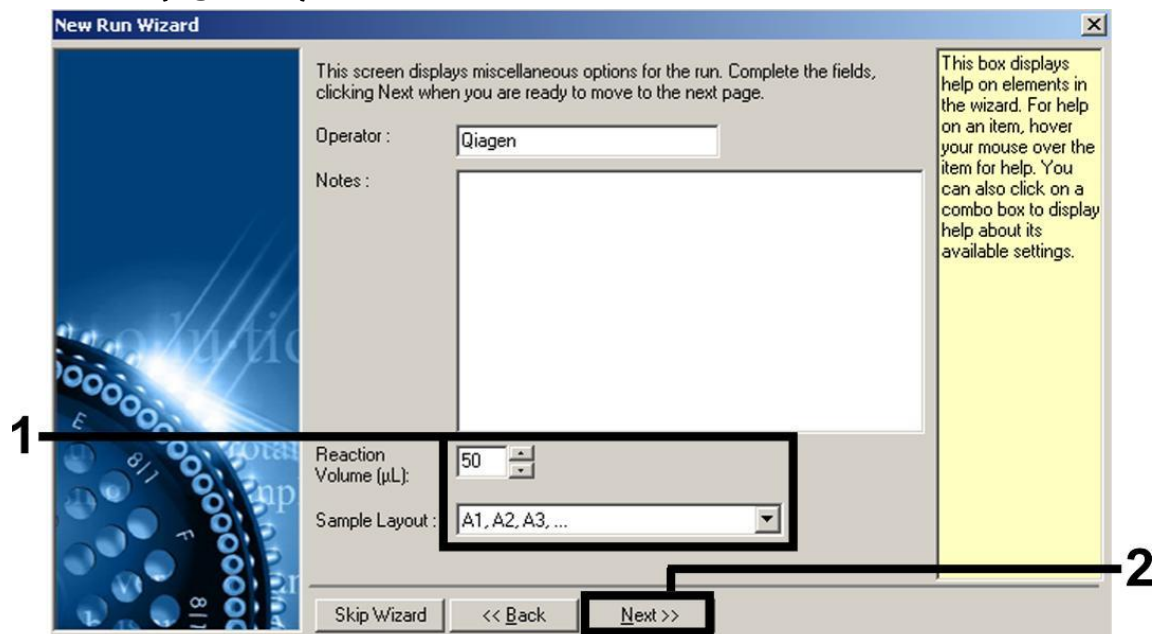 New Run Wizard
This screen displays miscellaneous options for the run. Complete the fields,
clicking Next when you are ready to move to the next page.
Operator :
Qiagen
Notes :
Reaction
Volume (µL):
50
Sample Layout :
A1, A2, A3, ...
Skip Wizard
<< Back
Next >>
This box displays
help on elements in
the wizard. For help
on an item, hover
your mouse over the
item for help. You
can also click on a
combo box to display
help about its
available settings.
1
2
E
8/1
F
8/1